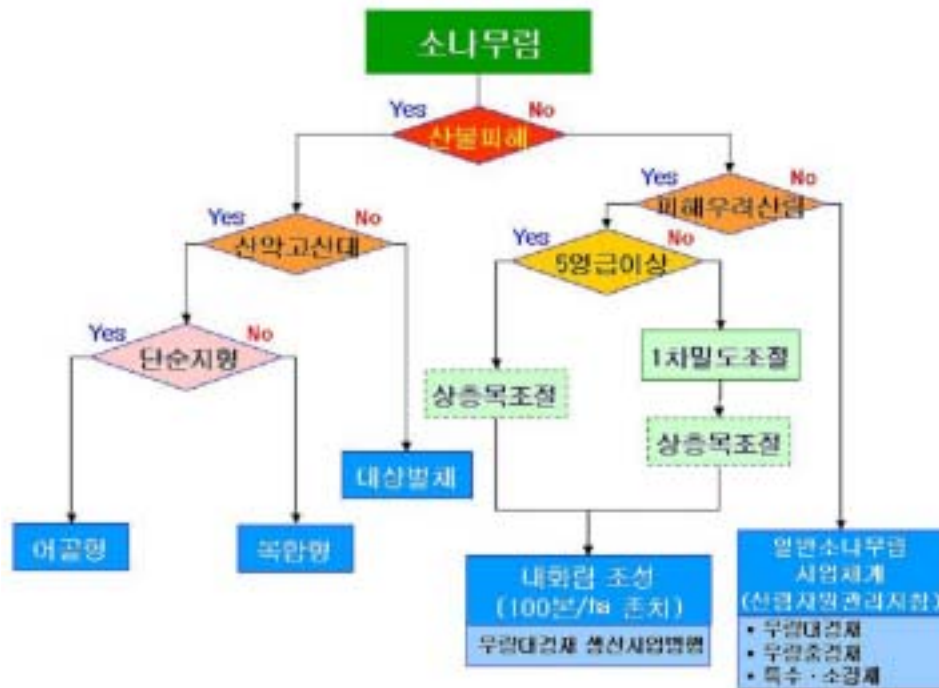 소나무림
Yes
No
산불피해
Yes
No
피해우려산림
Yes
No
산악고산대
Yes
No
5영급이상
Yes
No
단순지형
1차밀도조절
상층목조절
상층목조절
대상벌채
어골형
복합형
내화림 조성
(100본/ha 존치)
우량대경재 생산사업병행
일반소나무림
사업체계
(산림자원관리지침)
• 우량대경재
• 우량중경재
• 특수 · 소경재